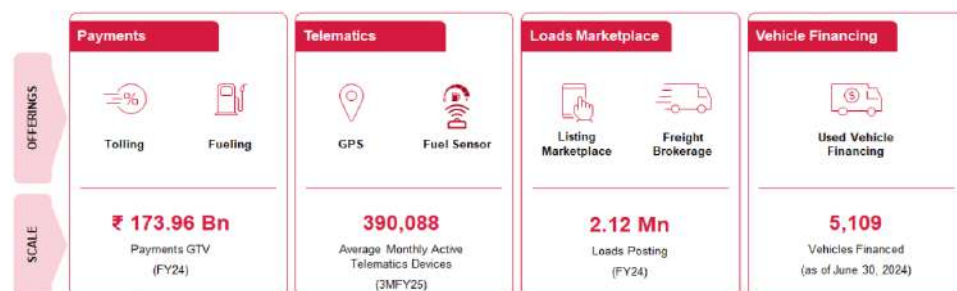 Payments
Telematics
Loads Marketplace
Vehicle Financing
OFFERINGS
%
Tolling
Fueling
GPS
Fuel Sensor
Listing
Marketplace
Freight
Brokerage
$
Used Vehicle
Financing
SCALE
₹ 173.96 Bn
Payments GTV
(FY24)
390,088
Average Monthly Active
Telematics Devices
(3MFY25)
2.12 Mn
Loads Posting
(FY24)
5,109
Vehicles Financed
(as of June 30, 2024)